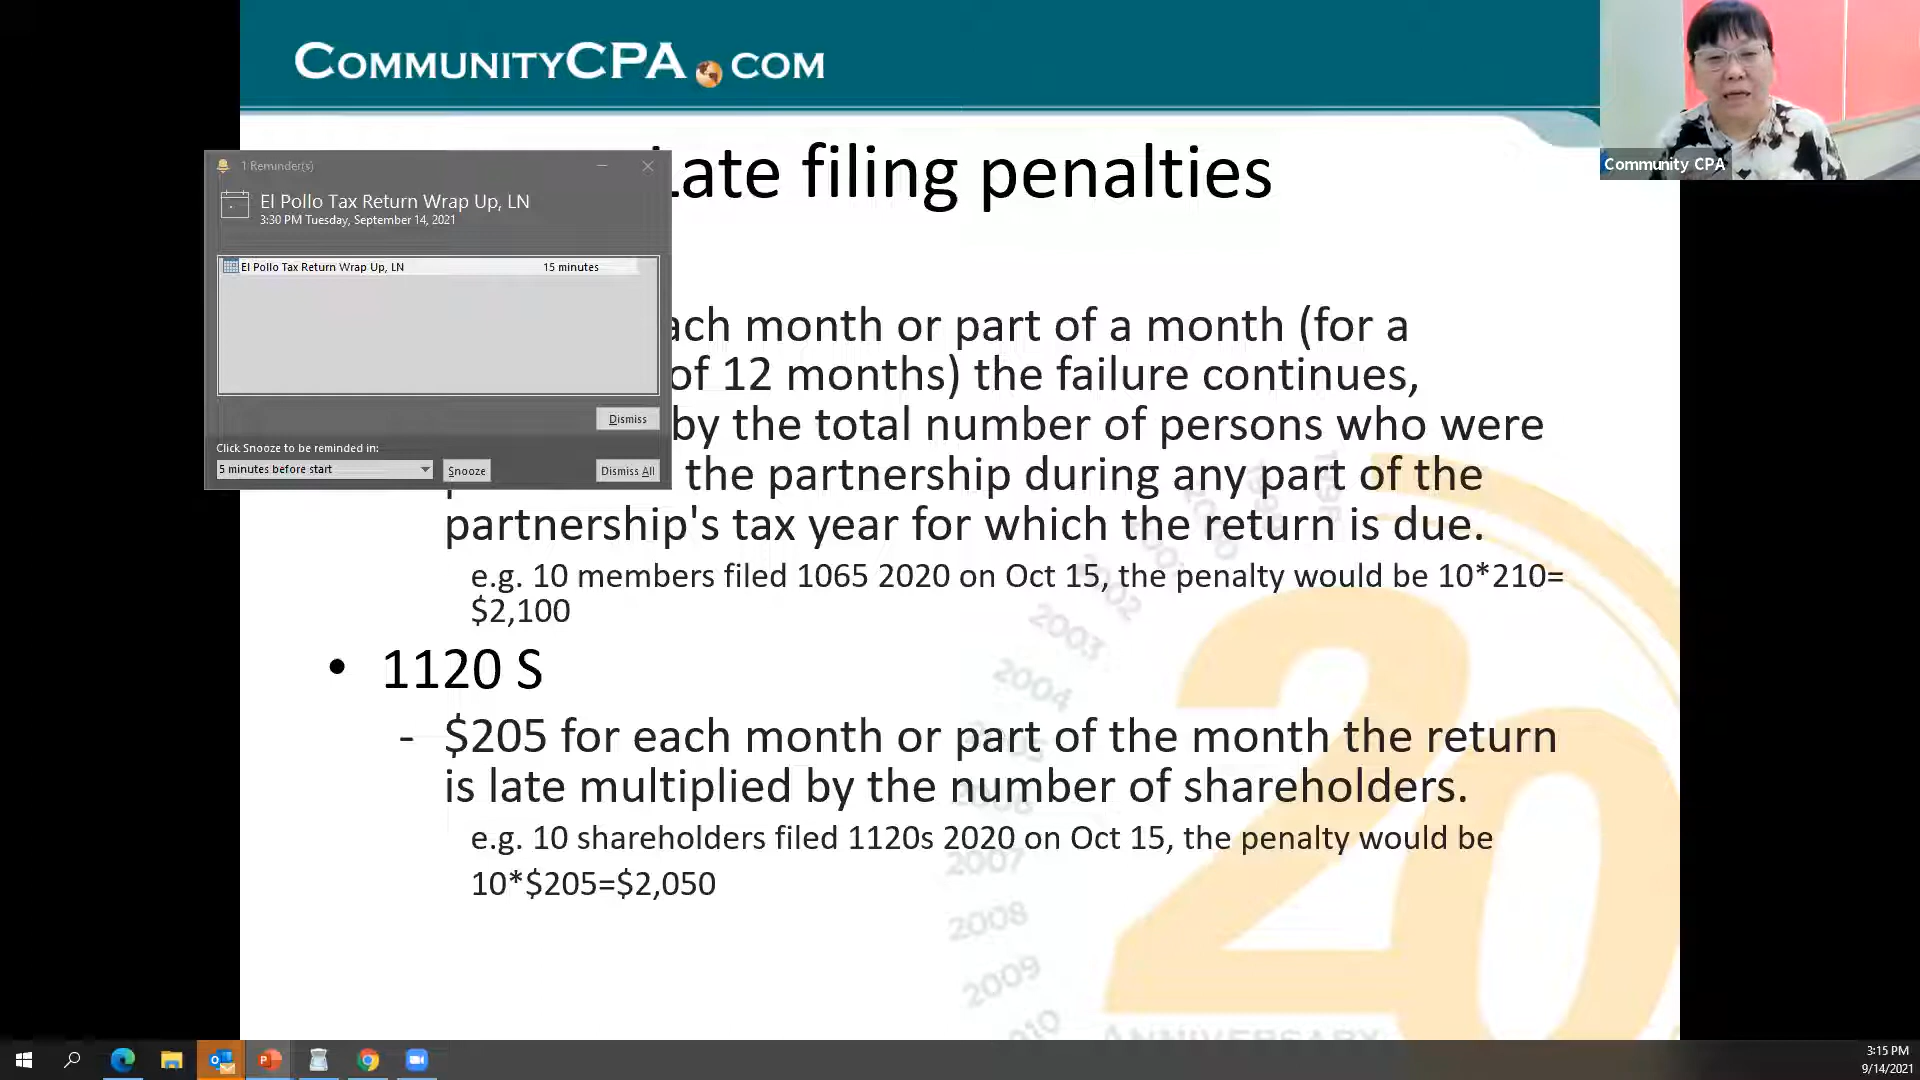 COMMUNITYCPA.COM
Community CPA
Late filing penalties
1 Reminder(s)
El Pollo Tax Return Wrap Up, LN
3:30 PM Tuesday, September 14, 2021
El Pollo Tax Return Wrap Up, LN 15 minutes
Dismiss
Click Snooze to be reminded in:
5 minutes before start Snooze Dismiss All
month or part of a month (for a
of 12 months) the failure continues,
by the total number of persons who were
the partnership during any part of the
partnership's tax year for which the return is due.
e.g. 10 members filed 1065 2020 on Oct 15, the penalty would be 10*210=
$2,100
• 1120 S
- $205 for each month or part of the month the return
is late multiplied by the number of shareholders.
e.g. 10 shareholders filed 1120s 2020 on Oct 15, the penalty would be
10*$205=$2,050
1998
1999
2000
2002
2003
2004
2005
2006
2007
2008
2009
20
ANNIVERSARY
3:15 PM
9/14/2021